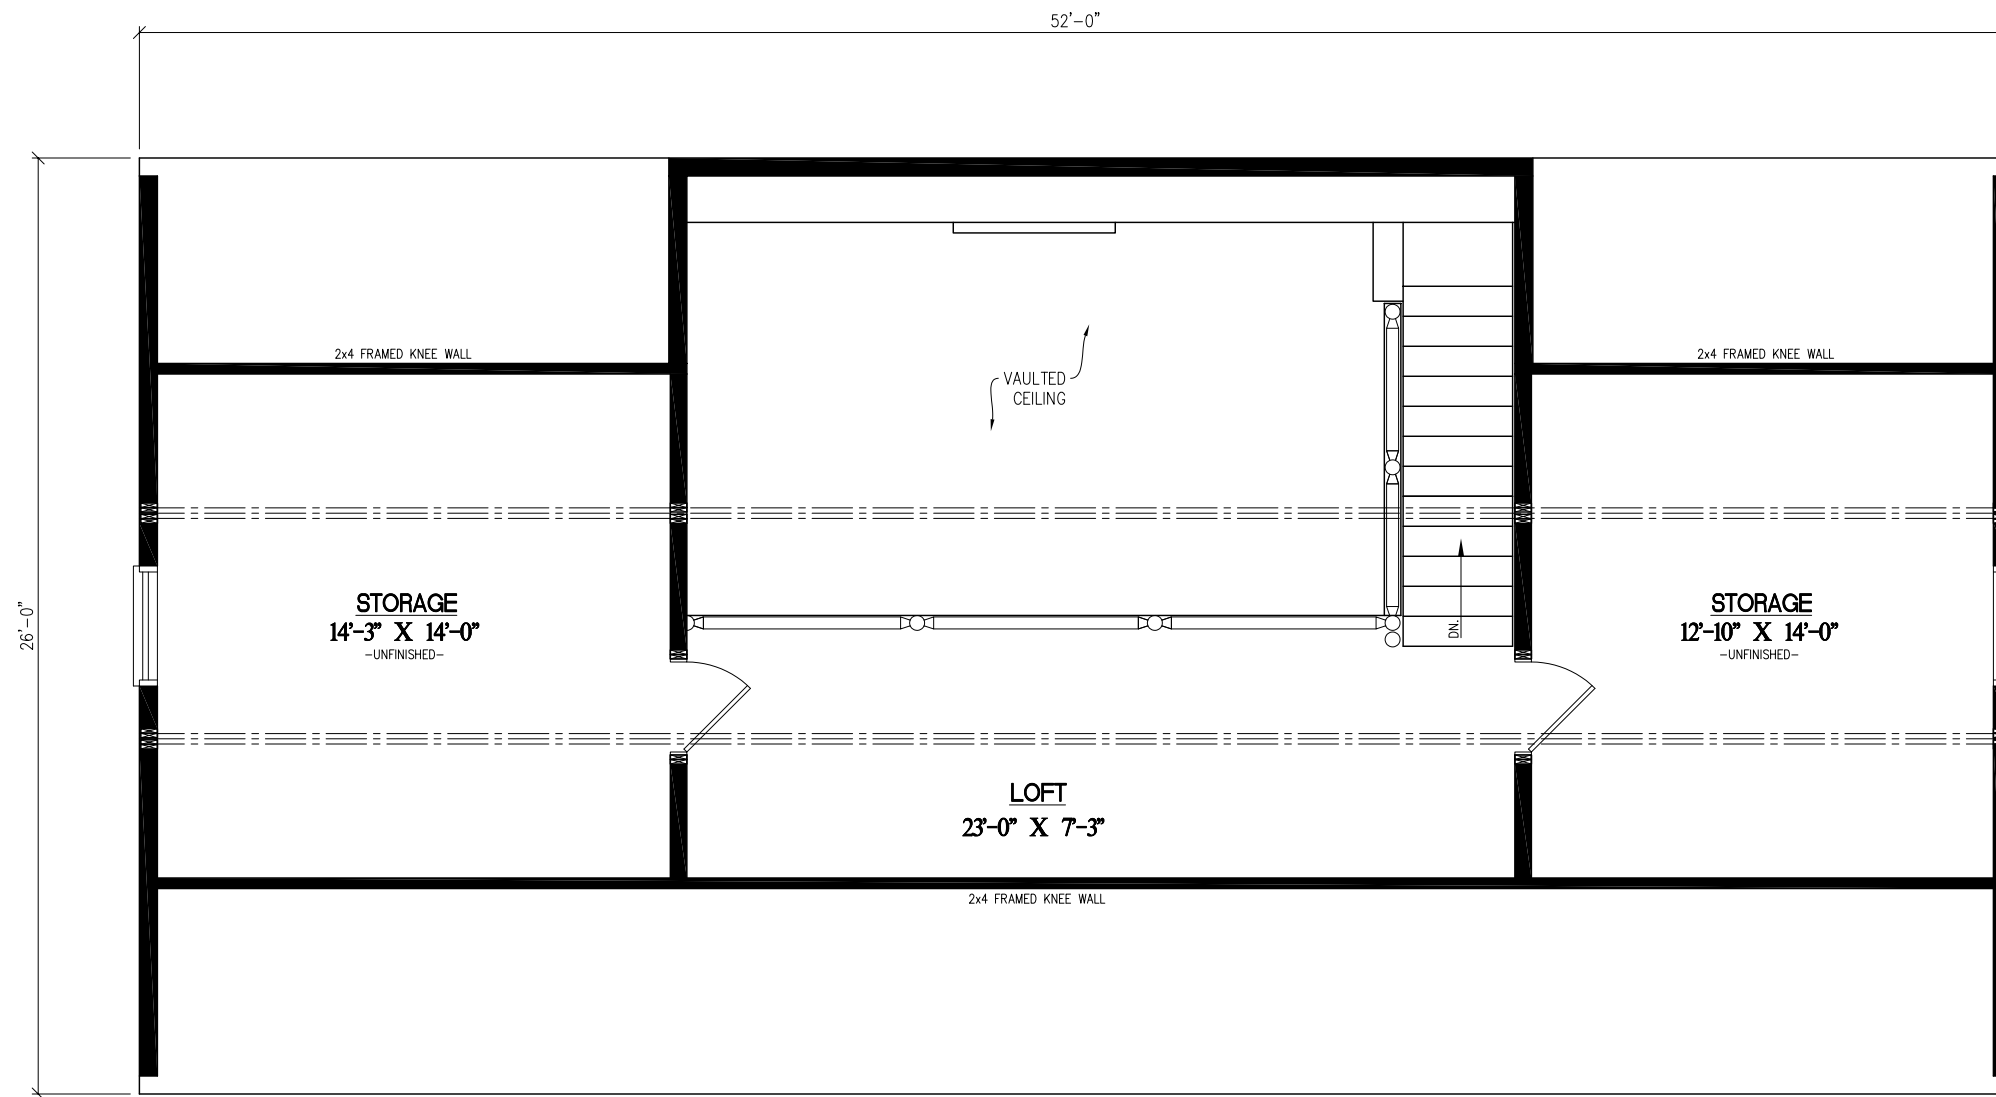 52'-0"
2x4 FRAMED KNEE WALL
2x4 FRAMED KNEE WALL
VAULTED
CEILING
26'-0"
STORAGE
14'-3" X 14'-0"
-UNFINISHED-
DN.
STORAGE
12'-10" X 14'-0"
-UNFINISHED-
LOFT
23'-0" X 7'-3"
2x4 FRAMED KNEE WALL